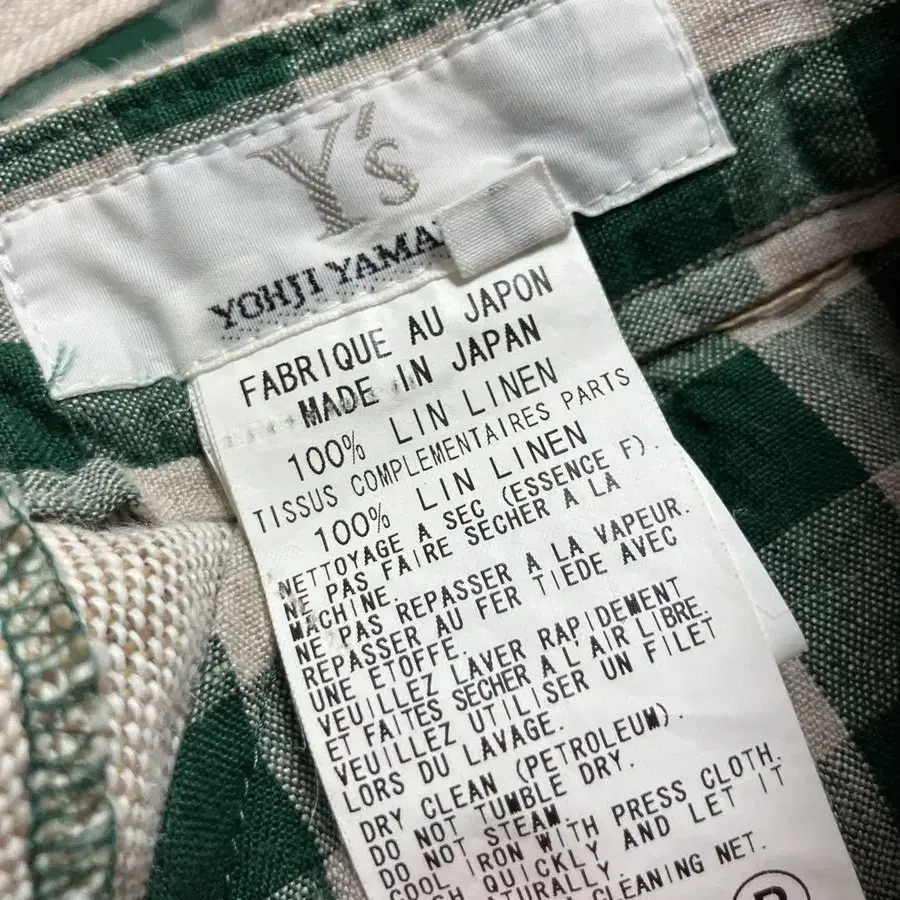 Y's
YOHJI YAMA
FABRIQUE AU JAPON
MADE IN JAPAN
100% LIN LINEN
TISSUS COMPLEMENTAIRES PARTS
100% LIN LINEN
NETTOYAGE A SEC (ESSENCE F).
NE PAS FAIRE SECHER A LA
MACHINE.
NE PAS REPASSER A LA VAPEUR.
REPASSER AU FER TIEDE AVEC
UNE ETOFFE.
VEUILLEZ LAVER RAPIDEMENT
ET FAITES SECHER A L'AIR LIBRE.
VEUILLEZ UTILISER UN FILET
LORS DU LAVAGE.
DRY CLEAN (PETROLEUM).
DO NOT TUMBLE DRY.
DO NOT STEAM.
COOL IRON WITH PRESS CLOTH.
QUICKLY AND LET IT
NATURALLY.
CLEANING NET.